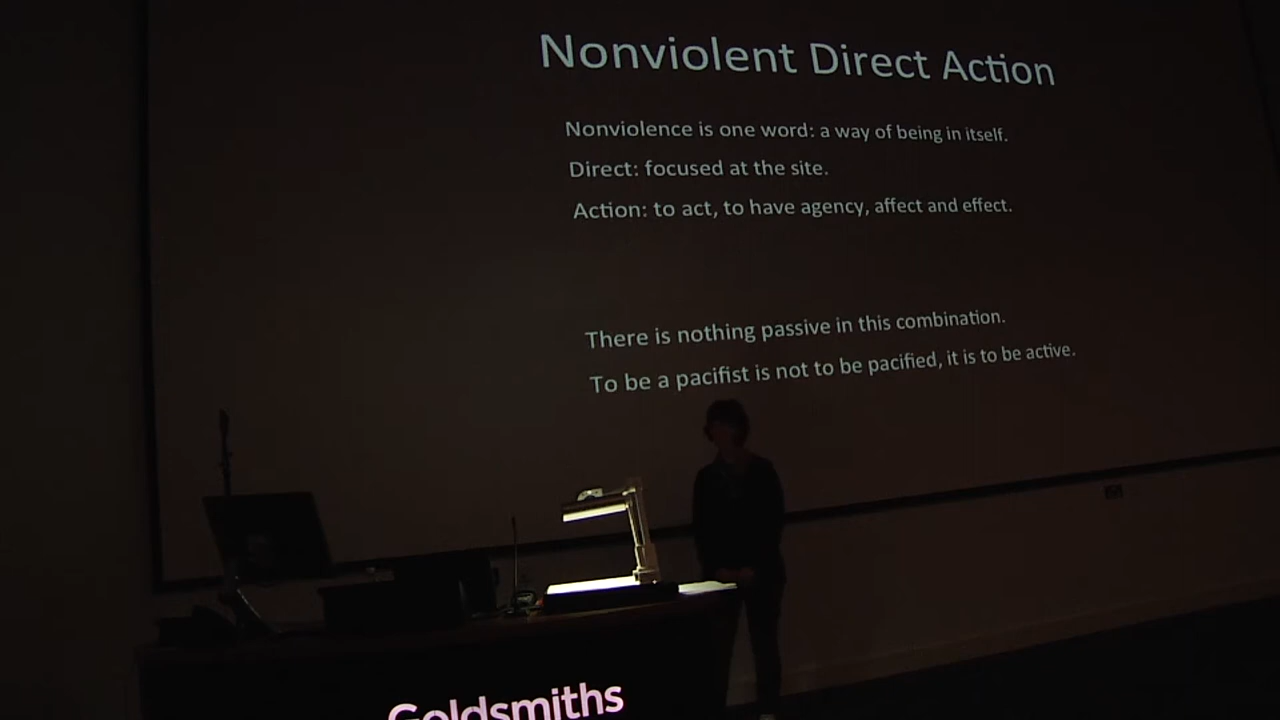 Nonviolent Direct Action
Nonviolence is one word: a way of being in itself.
Direct: focused at the site.
Action: to act, to have agency, affect and effect.
There is nothing passive in this combination.
To be a pacifist is not to be pacified, it is to be active.
Goldsmiths